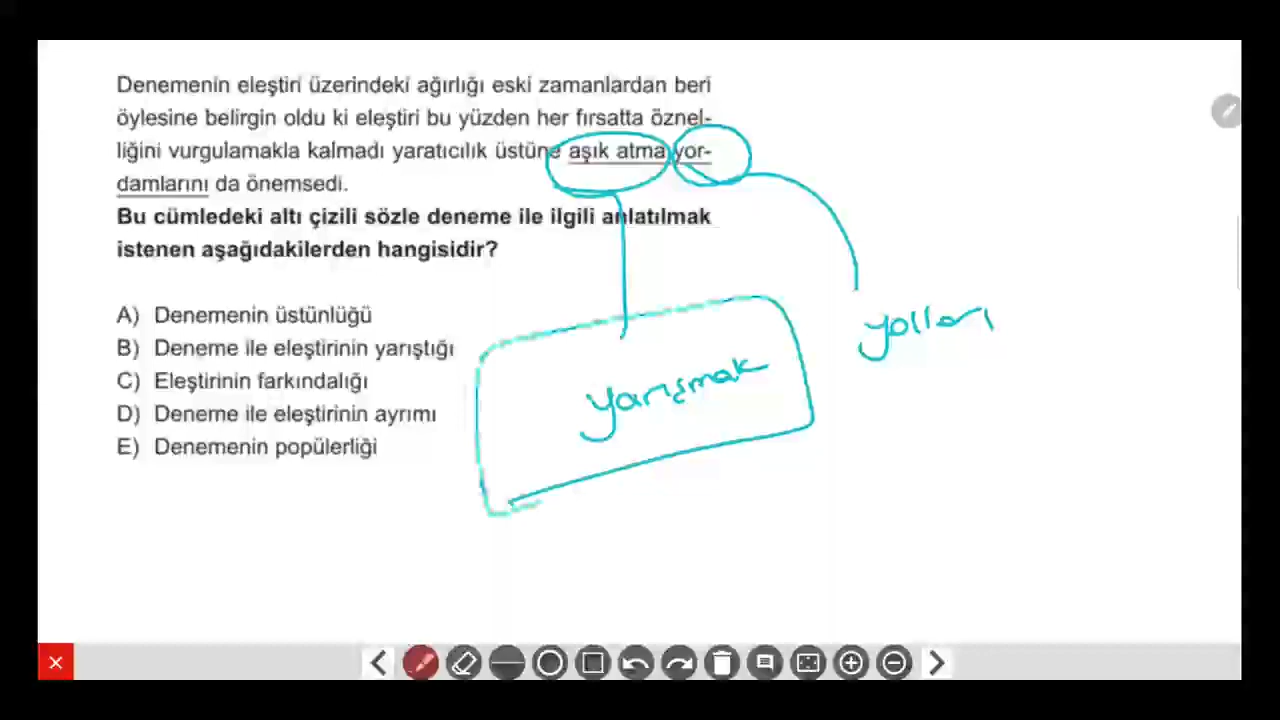 Denemenin eleştiri üzerindeki ağırlığı eski zamanlardan beri
öylesine belirgin oldu ki eleştiri bu yüzden her fırsatta öznel-
liğini vurgulamakla kalmadı yaratıcılık üstüne aşık atma yor-
damlarını da önemsedi.
Bu cümledeki altı çizili sözle deneme ile ilgili anlatılmak
istenen aşağıdakilerden hangisidir?
A) Denemenin üstünlüğü
B) Deneme ile eleştirinin yarıştığı
C) Eleştirinin farkındalığı
D) Deneme ile eleştirinin ayrımı
E) Denemenin popülerliği
yolları
yarışmak